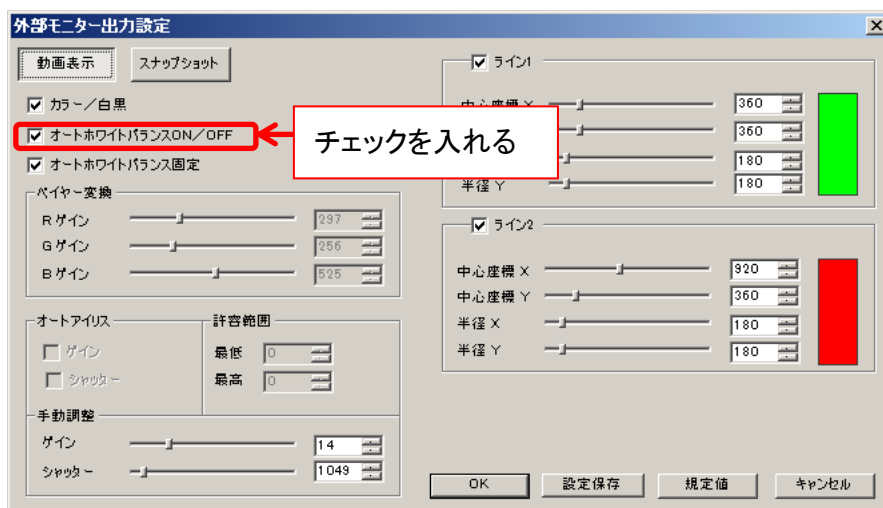 外部モニター出力設定
動画表示
スナップショット
カラー／白黒
オートホワイトバランスON／OFF
オートホワイトバランス固定
チェックを入れる
ベイヤー変換
Rゲイン 297
Gゲイン 256
Bゲイン 525
オートアイリス
ゲイン
シャッター
許容範囲
最低 0
最高 0
手動調整
ゲイン 14
シャッター 1049
ライン1
中心座標 X 360
360
180
半径 Y 180
ライン2
中心座標 X 920
中心座標 Y 360
半径 X 180
半径 Y 180
OK
設定保存
規定値
キャンセル